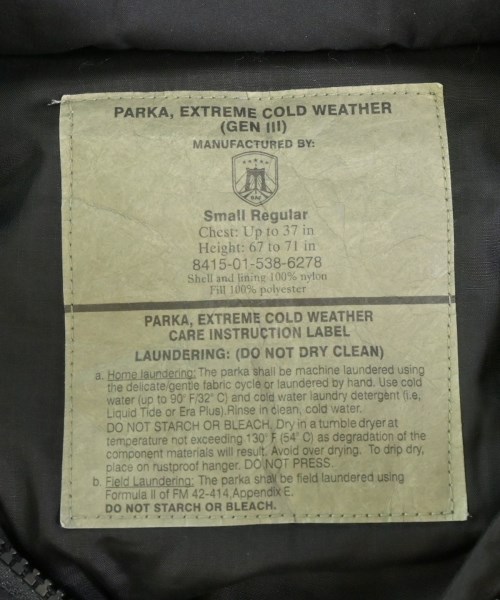 PARKA, EXTREME COLD WEATHER
(GEN III)
MANUFACTURED BY:
Small Regular
Chest: Up to 37 in
Height: 67 to 71 in
8415-01-538-6278
Shell and lining 100% nylon
Fill 100% polyester
PARKA, EXTREME COLD WEATHER
CARE INSTRUCTION LABEL
LAUNDERING: (DO NOT DRY CLEAN)
a. Home laundering: The parka shall be machine laundered using
the delicate/gentle fabric cycle or laundered by hand. Use cold
water (up to 90° F/32° C) and cold water laundry detergent (i.e,
Liquid Tide or Era Plus).Rinse in clean, cold water.
DO NOT STARCH OR BLEACH. Dry in a tumble dryer at
temperature not exceeding 130° F (54° C) as degradation of the
component materials will result. Avoid over drying. To drip dry,
place on rustproof hanger. DO NOT PRESS.
b. Field Laundering: The parka shall be field laundered using
Formula II of FM 42-414,Appendix E.
DO NOT STARCH OR BLEACH.